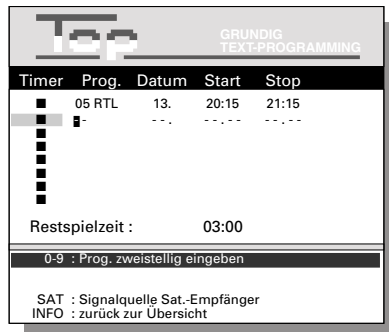 Top
GRUNDIG
TEXT-PROGRAMMING
Timer Prog. Datum Start Stop
■ 05 RTL 13. 20:15 21:15
■ -- --. --.-- --.--
■
■
■
■
■
■
Restspielzeit : 03:00
0-9 : Prog. zweistellig eingeben
SAT : Signalquelle Sat.-Empfänger
INFO : zurück zur Übersicht